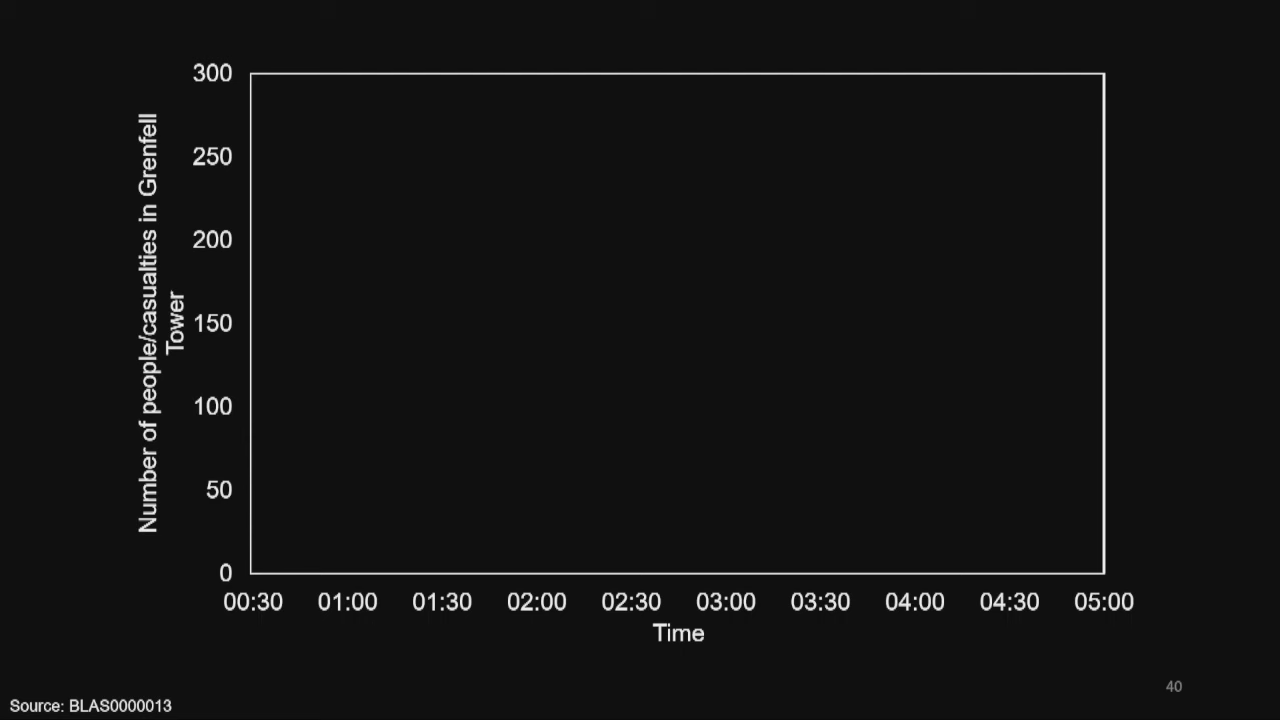 Number of people/casualties in Grenfell
Tower
300
250
200
150
100
50
0
00:30 01:00 01:30 02:00 02:30 03:00 03:30 04:00 04:30 05:00
Time
40
Source: BLAS0000013